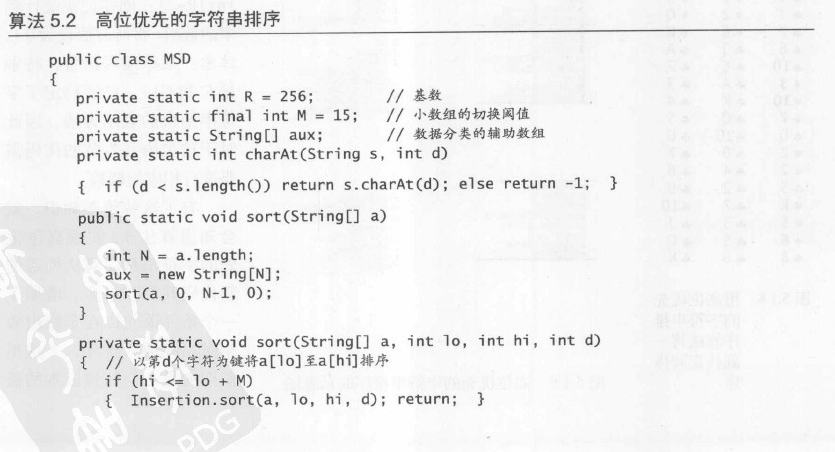 算法 5.2 高位优先的字符串排序
public class MSD
{
private static int R = 256; // 基数
private static final int M = 15; // 小数组的切换阈值
private static String[] aux; // 数据分类的辅助数组
private static int charAt(String s, int d)
{ if (d < s.length()) return s.charAt(d); else return -1; }
public static void sort(String[] a)
{
int N = a.length;
aux = new String[N];
sort(a, 0, N-1, 0);
}
private static void sort(String[] a, int lo, int hi, int d)
{ // 以第d个字符为键将a[lo]至a[hi]排序
if (hi <= lo + M)
{ Insertion.sort(a, lo, hi, d); return; }
PDG